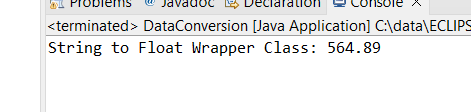 Problems @ Javadoc Declaration Console
<terminated> DataConversion [Java Application] C:\data\ECLIPS
String to Float Wrapper Class: 564.89